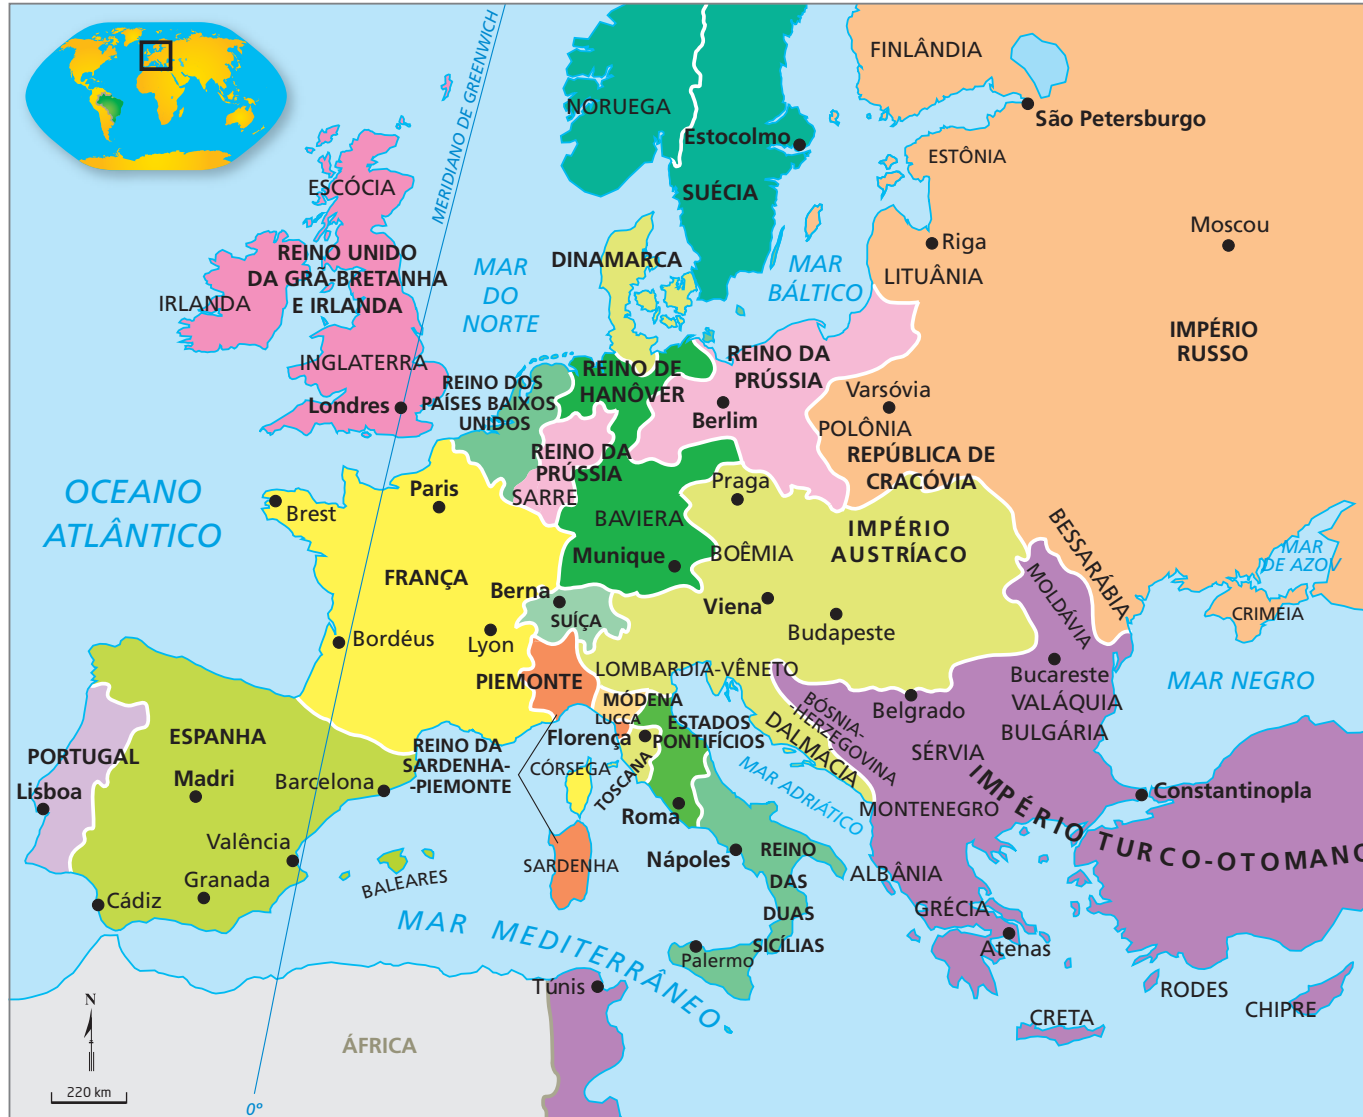 MERIDIANO DE GREENWICH
FINLÂNDIA
NORUEGA
São Petersburgo
Estocolmo
ESTÔNIA
ESCÓCIA
SUÉCIA
Moscou
Riga
REINO UNIDO
DA GRÃ-BRETANHA
E IRLANDA
DINAMARCA
MAR
DO
NORTE
MAR
BÁLTICO
LITUÂNIA
IRLANDA
IMPÉRIO
RUSSO
INGLATERRA
REINO DOS
PAÍSES BAIXOS
UNIDOS
REINO DE
HANÔVER
REINO DA
PRÚSSIA
Londres
Berlim
Varsóvia
POLÔNIA
REPÚBLICA DE
CRACÓVIA
REINO DA
PRÚSSIA
SARRE
OCEANO
ATLÂNTICO
Paris
Brest
Praga
BAVIERA
IMPÉRIO
AUSTRÍACO
BESSARÁBIA
MAR
DE AZOV
Munique
BOÊMIA
FRANÇA
Berna
SUÍÇA
Viena
Budapeste
MOLDÁVIA
CRIMEIA
Bordéus
Lyon
LOMBARDIA-VÊNETO
PIEMONTE
Bucareste
MAR NEGRO
MÓDENA
LUCCA
BÓSNIA-
-HERZEGOVINA
Belgrado
VALÁQUIA
BULGÁRIA
PORTUGAL
ESPANHA
REINO DA
SARDENHA-
-PIEMONTE
Florença
ESTADOS
PONTIFÍCIOS
DALMÁCIA
SÉRVIA
Lisboa
Madri
Barcelona
CÓRSEGA
TOSCANA
MAR ADRIÁTICO
Constantinopla
MONTENEGRO
IMPÉRIO TURCO-OTOMANO
Roma
Valência
Nápoles
REINO
DAS
DUAS
SICÍLIAS
SARDENHA
BALEARES
ALBÂNIA
Granada
Cádiz
GRÉCIA
Atenas
MAR MEDITERRÂNEO
Palermo
Túnis
RODES
CHIPRE
CRETA
ÁFRICA
N
220 km
0º